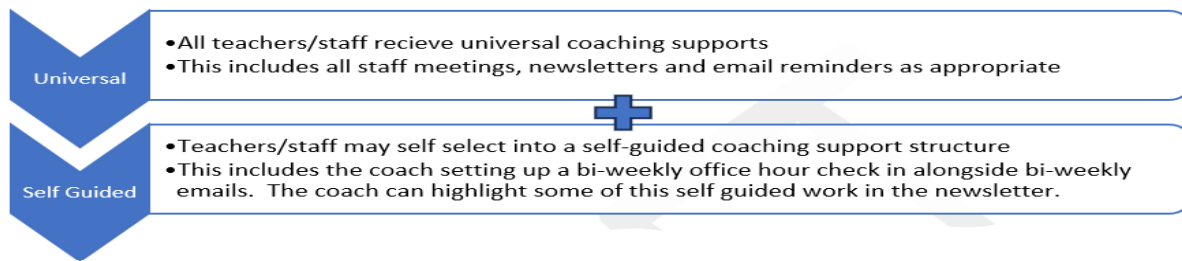 Universal
•All teachers/staff recieve universal coaching supports
•This includes all staff meetings, newsletters and email reminders as appropriate
Self Guided
•Teachers/staff may self select into a self-guided coaching support structure
•This includes the coach setting up a bi-weekly office hour check in alongside bi-weekly
emails.  The coach can highlight some of this self guided work in the newsletter.